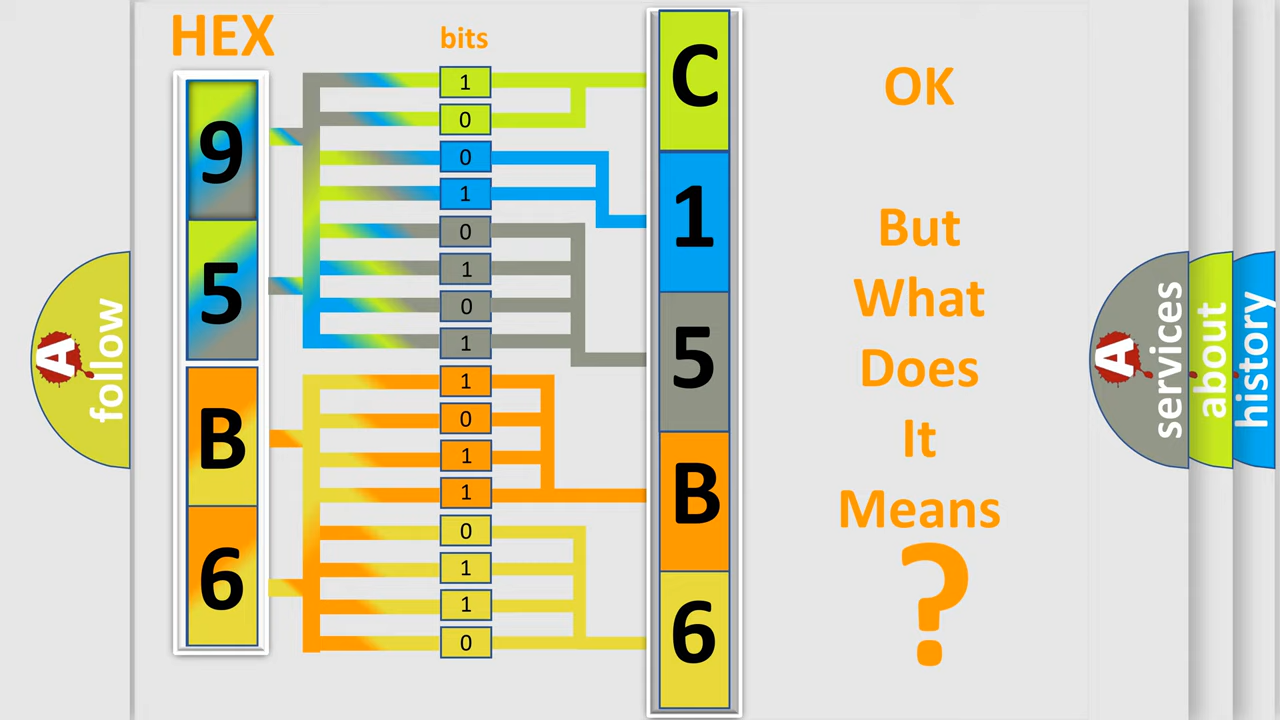 HEX
bits
9
5
B
6
1
0
0
1
0
1
0
1
1
0
1
1
0
1
1
0
C
1
5
B
6
OK
But
What
Does
It
Means
?
A
follow
A
services
about
history